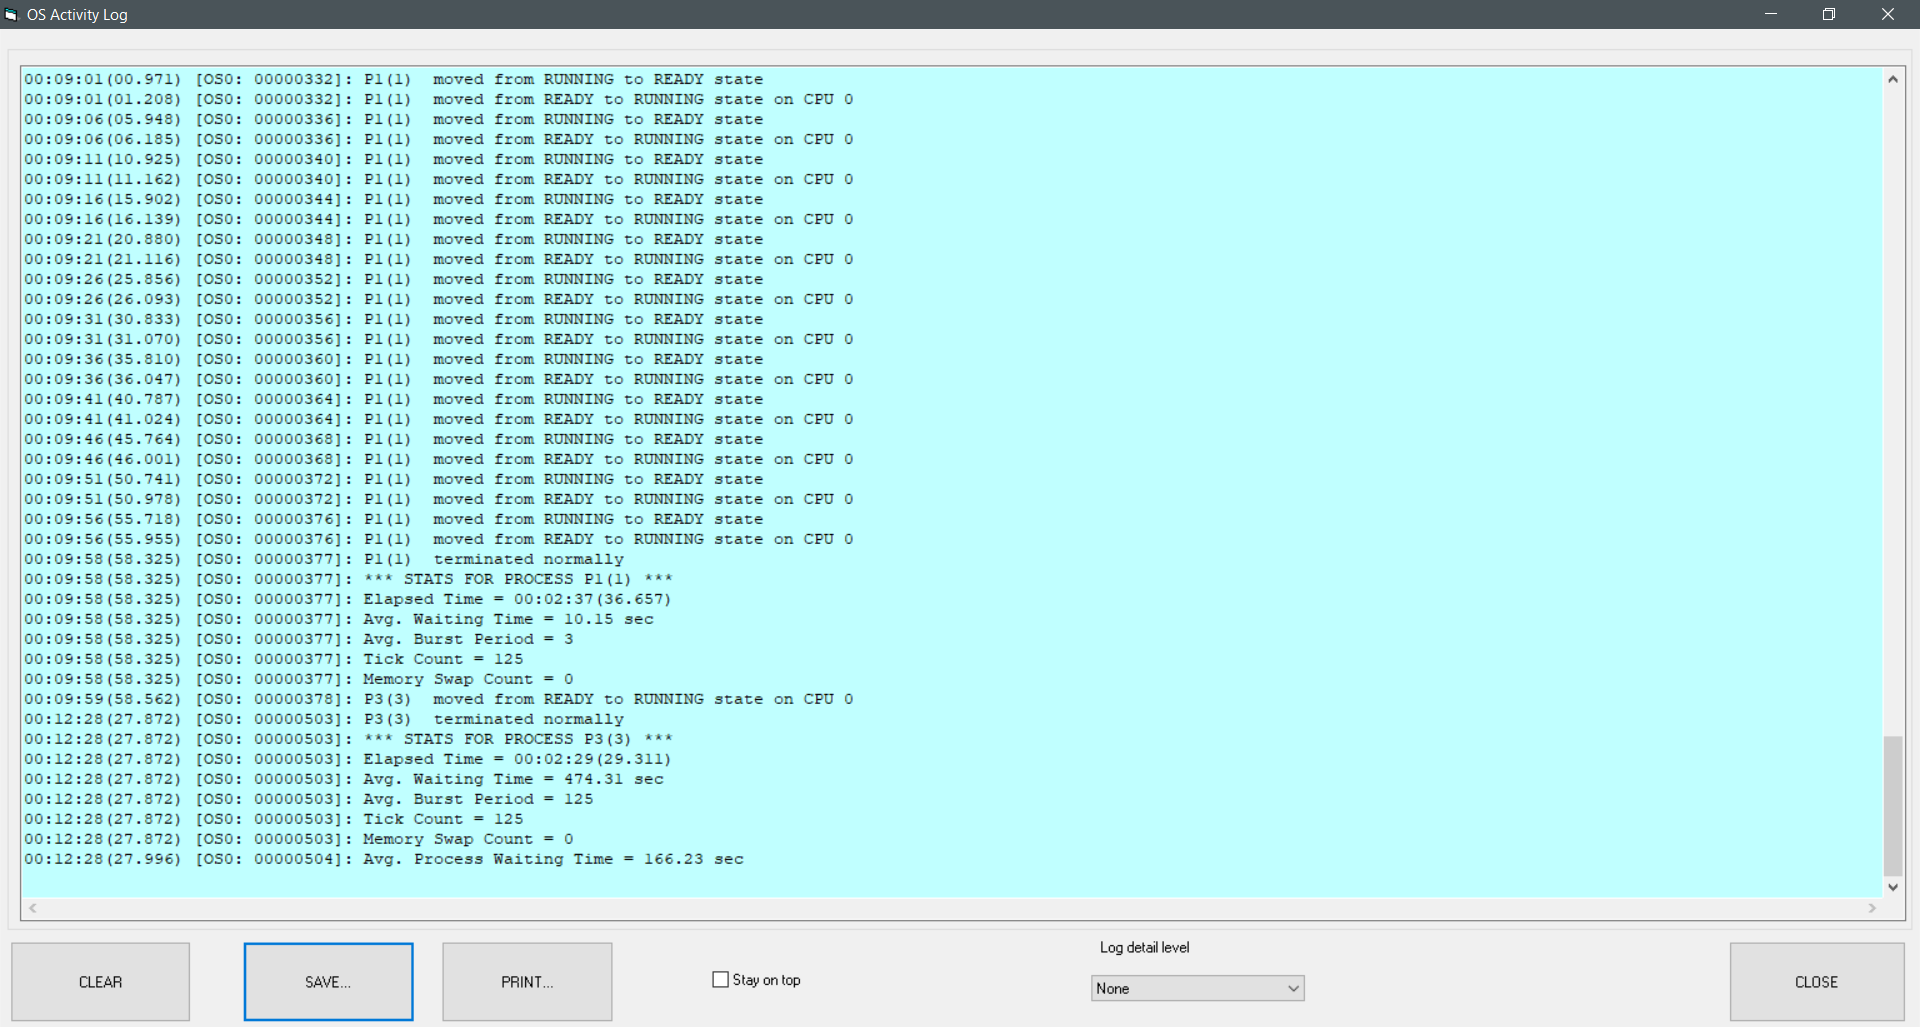 OS Activity Log
00:09:01(00.971) [OS0: 00000332]: P1(1)  moved from RUNNING to READY state
00:09:01(01.208) [OS0: 00000332]: P1(1)  moved from READY to RUNNING state on CPU 0
00:09:06(05.948) [OS0: 00000336]: P1(1)  moved from RUNNING to READY state
00:09:06(06.185) [OS0: 00000336]: P1(1)  moved from READY to RUNNING state on CPU 0
00:09:11(10.925) [OS0: 00000340]: P1(1)  moved from RUNNING to READY state
00:09:11(11.162) [OS0: 00000340]: P1(1)  moved from READY to RUNNING state on CPU 0
00:09:16(15.902) [OS0: 00000344]: P1(1)  moved from RUNNING to READY state
00:09:16(16.139) [OS0: 00000344]: P1(1)  moved from READY to RUNNING state on CPU 0
00:09:21(20.880) [OS0: 00000348]: P1(1)  moved from RUNNING to READY state
00:09:21(21.116) [OS0: 00000348]: P1(1)  moved from READY to RUNNING state on CPU 0
00:09:26(25.856) [OS0: 00000352]: P1(1)  moved from RUNNING to READY state
00:09:26(26.093) [OS0: 00000352]: P1(1)  moved from READY to RUNNING state on CPU 0
00:09:31(30.833) [OS0: 00000356]: P1(1)  moved from RUNNING to READY state
00:09:31(31.070) [OS0: 00000356]: P1(1)  moved from READY to RUNNING state on CPU 0
00:09:36(35.810) [OS0: 00000360]: P1(1)  moved from RUNNING to READY state
00:09:36(36.047) [OS0: 00000360]: P1(1)  moved from READY to RUNNING state on CPU 0
00:09:41(40.787) [OS0: 00000364]: P1(1)  moved from RUNNING to READY state
00:09:41(41.024) [OS0: 00000364]: P1(1)  moved from READY to RUNNING state on CPU 0
00:09:46(45.764) [OS0: 00000368]: P1(1)  moved from RUNNING to READY state
00:09:46(46.001) [OS0: 00000368]: P1(1)  moved from READY to RUNNING state on CPU 0
00:09:51(50.741) [OS0: 00000372]: P1(1)  moved from RUNNING to READY state
00:09:51(50.978) [OS0: 00000372]: P1(1)  moved from READY to RUNNING state on CPU 0
00:09:56(55.718) [OS0: 00000376]: P1(1)  moved from RUNNING to READY state
00:09:56(55.955) [OS0: 00000376]: P1(1)  moved from READY to RUNNING state on CPU 0
00:09:58(58.325) [OS0: 00000377]: P1(1)  terminated normally
00:09:58(58.325) [OS0: 00000377]: *** STATS FOR PROCESS P1(1) ***
00:09:58(58.325) [OS0: 00000377]: Elapsed Time = 00:02:37(36.657)
00:09:58(58.325) [OS0: 00000377]: Avg. Waiting Time = 10.15 sec
00:09:58(58.325) [OS0: 00000377]: Avg. Burst Period = 3
00:09:58(58.325) [OS0: 00000377]: Tick Count = 125
00:09:58(58.325) [OS0: 00000377]: Memory Swap Count = 0
00:09:59(58.562) [OS0: 00000378]: P3(3)  moved from READY to RUNNING state on CPU 0
00:12:28(27.872) [OS0: 00000503]: P3(3)  terminated normally
00:12:28(27.872) [OS0: 00000503]: *** STATS FOR PROCESS P3(3) ***
00:12:28(27.872) [OS0: 00000503]: Elapsed Time = 00:02:29(29.311)
00:12:28(27.872) [OS0: 00000503]: Avg. Waiting Time = 474.31 sec
00:12:28(27.872) [OS0: 00000503]: Avg. Burst Period = 125
00:12:28(27.872) [OS0: 00000503]: Tick Count = 125
00:12:28(27.872) [OS0: 00000503]: Memory Swap Count = 0
00:12:28(27.996) [OS0: 00000504]: Avg. Process Waiting Time = 166.23 sec
Log detail level
CLEAR
SAVE...
PRINT...
Stay on top
None
CLOSE